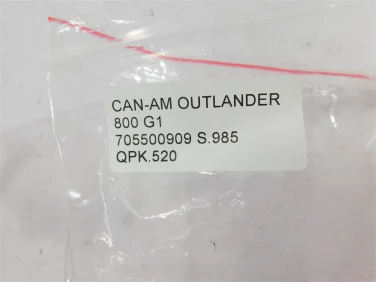 CAN-AM OUTLANDER
800 G1
705500909 S.985
QPK.520